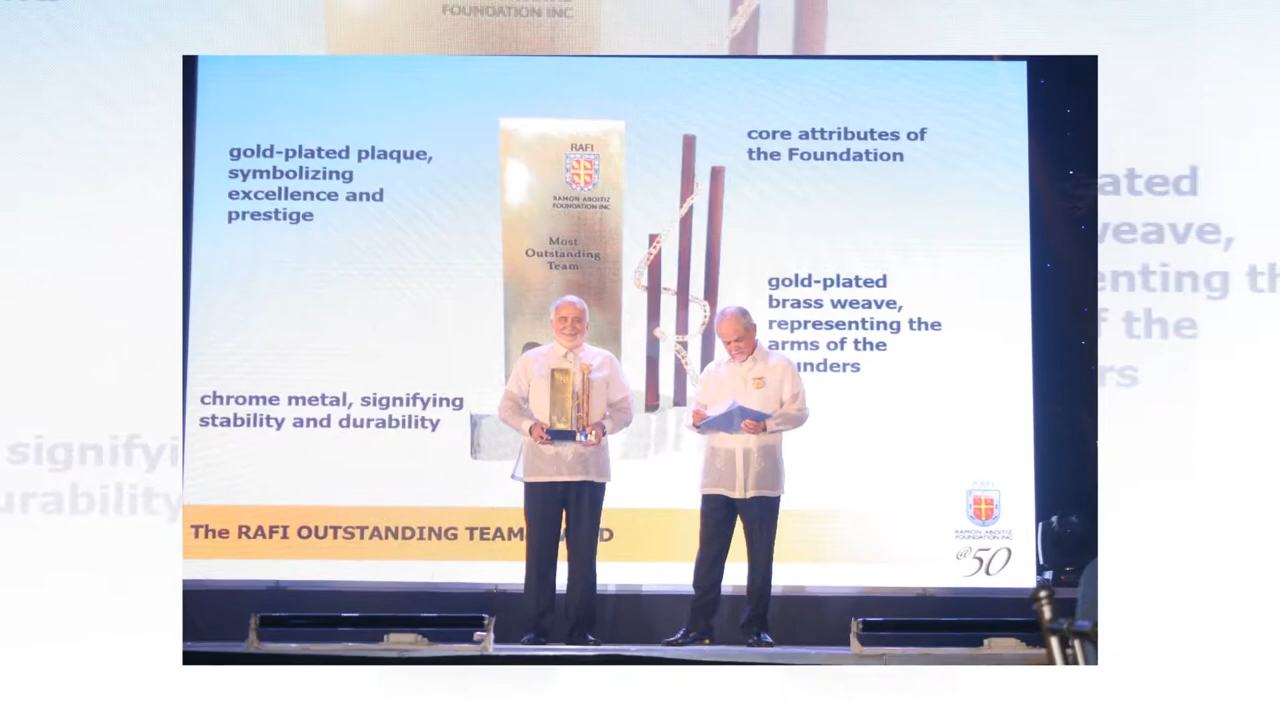 FOUNDATION INC
gold-plated plaque,
symbolizing
excellence and
prestige
RAFI
RAMON ABOITIZ
FOUNDATION INC
Most
Outstanding
Team
core attributes of
the Foundation
gold-plated
brass weave,
representing the
arms of the
unders
chrome metal, signifying
stability and durability
The RAFI OUTSTANDING TEAM
D
RAFI
RAMON ABOITIZ
FOUNDATION INC
@50
ated
weave,
enting th
f the
rs
signifyi
urability